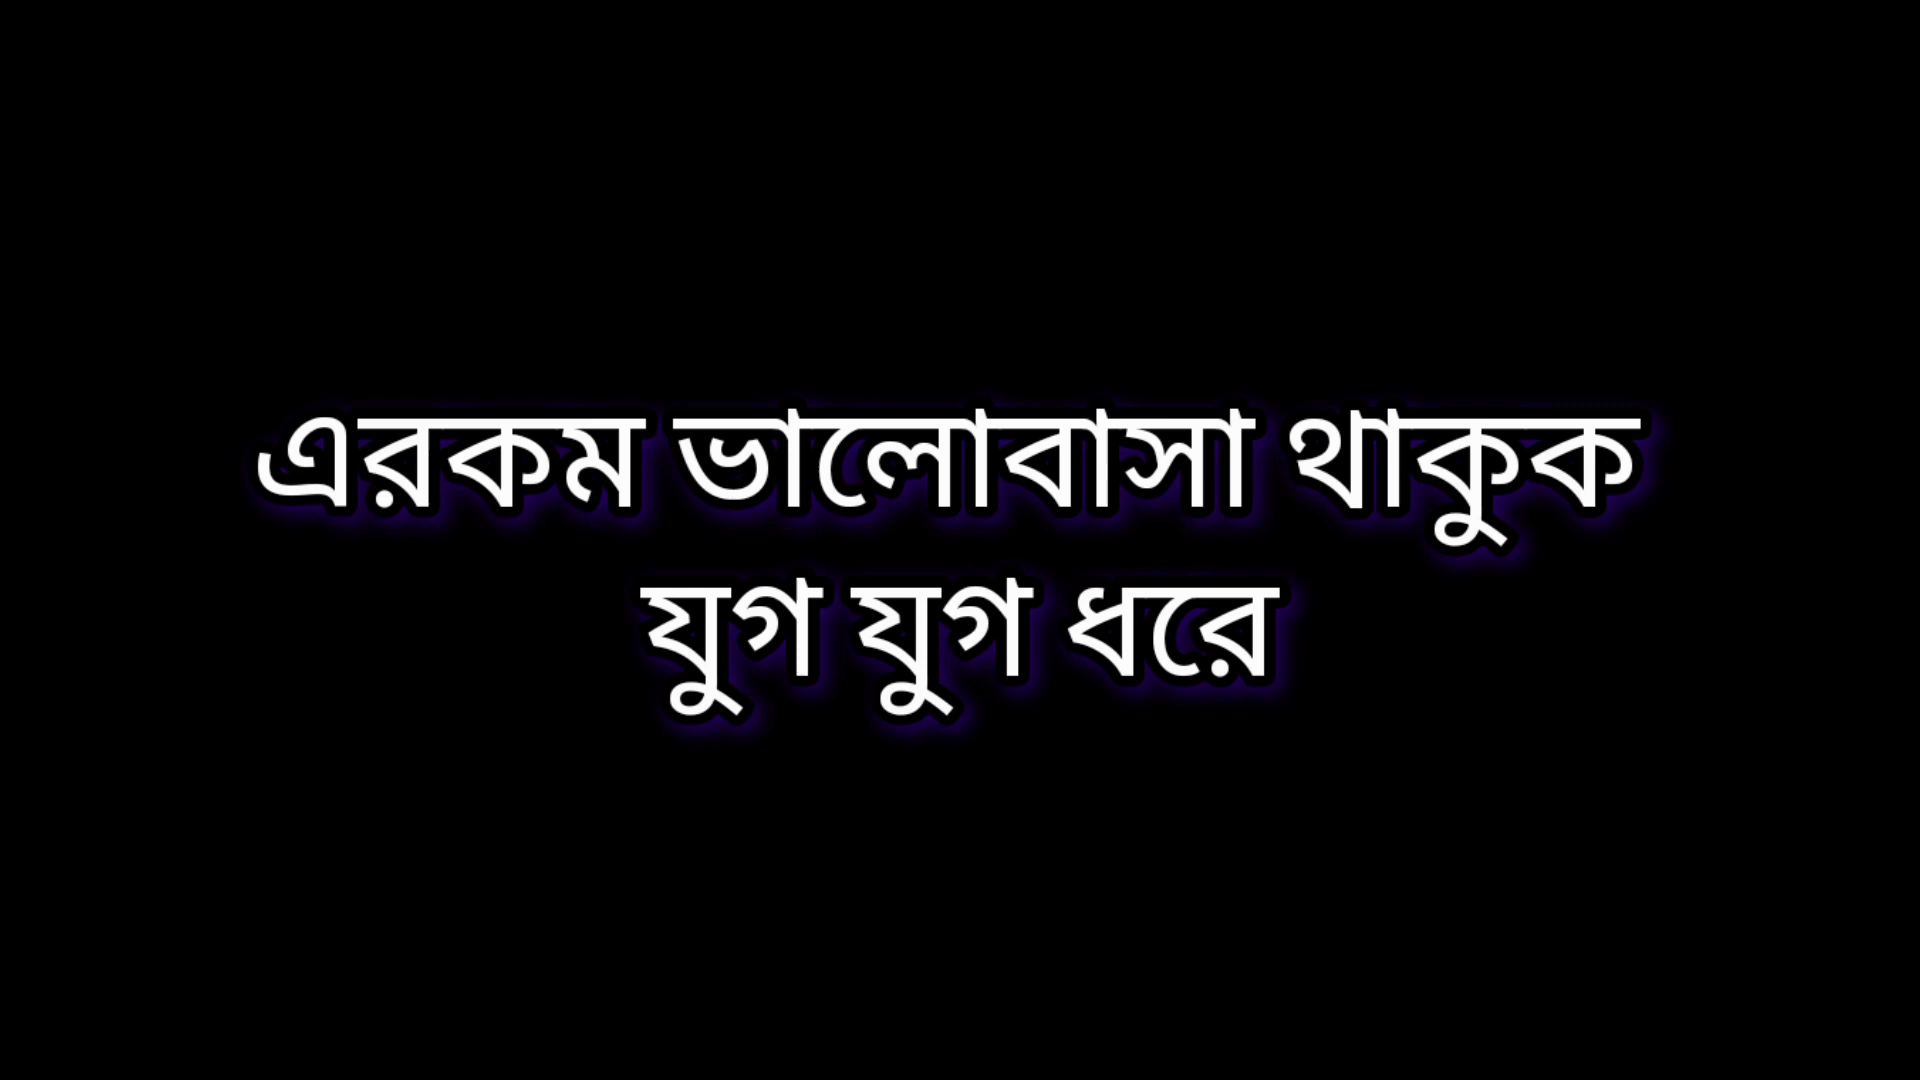 এরকম ভালোবাসা থাকুক
যুগ যুগ ধরে